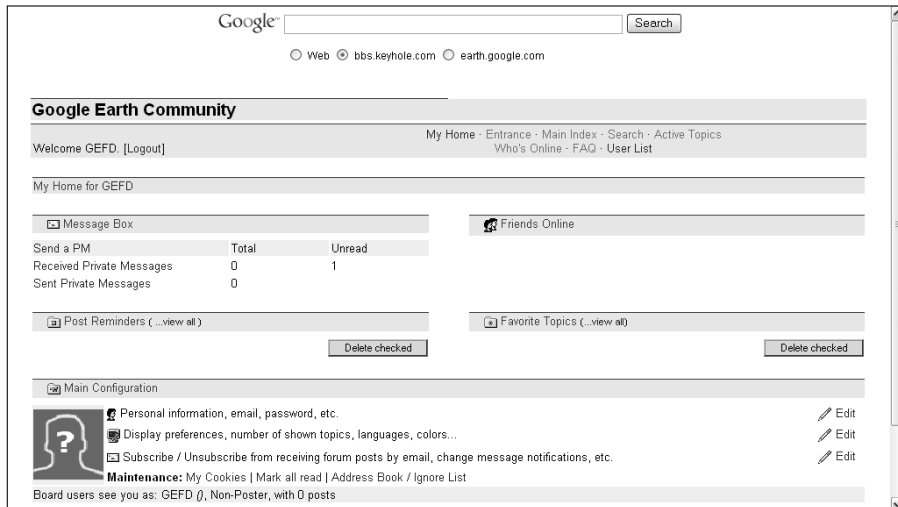 Google™ Search
Web bbs.keyhole.com earth.google.com
Google Earth Community
My Home · Entrance · Main Index · Search · Active Topics
Welcome GEFD. [Logout] Who's Online · FAQ · User List
My Home for GEFD
Message Box Friends Online
Send a PM Total Unread
Received Private Messages 0 1
Sent Private Messages 0
Post Reminders ( ...view all ) Favorite Topics (...view all)
Delete checked Delete checked
Main Configuration
Personal information, email, password, etc. Edit
Display preferences, number of shown topics, languages, colors... Edit
Subscribe / Unsubscribe from receiving forum posts by email, change message notifications, etc. Edit
Maintenance: My Cookies | Mark all read | Address Book / Ignore List
Board users see you as: GEFD (), Non-Poster, with 0 posts